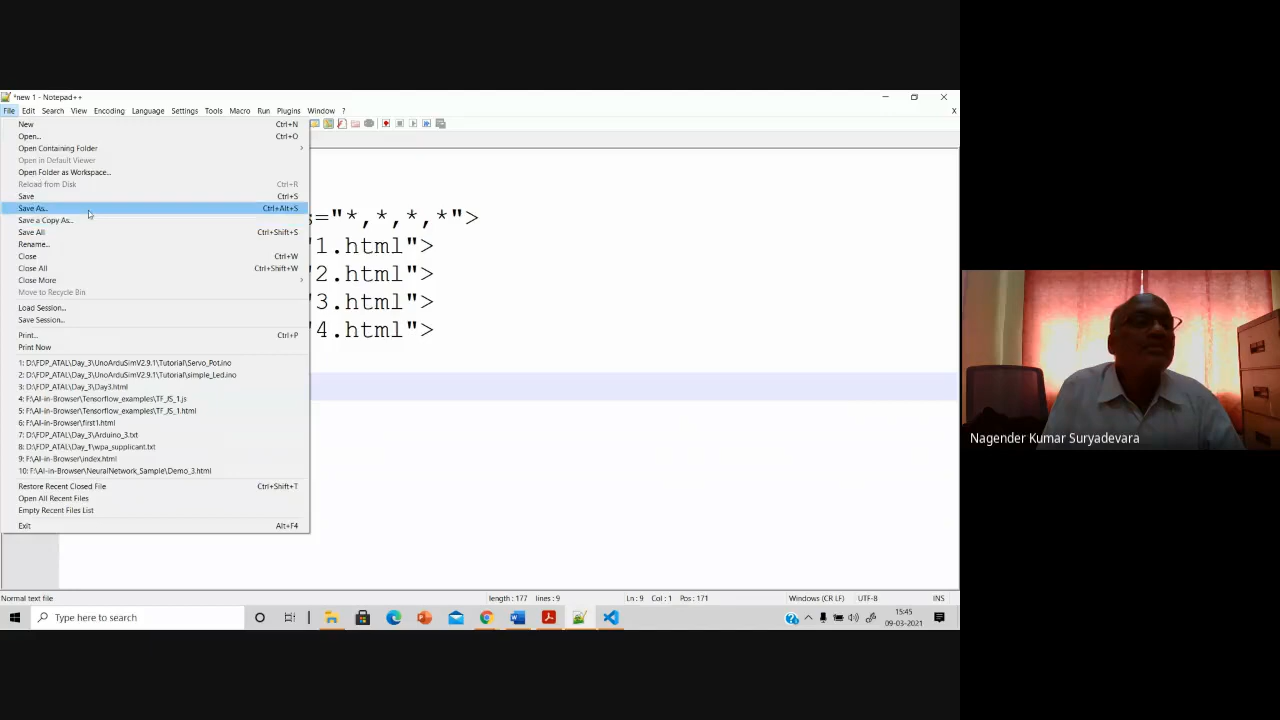 *new 1 - Notepad++
File Edit Search View Encoding Language Settings Tools Macro Run Plugins Window ?
X
New Ctrl+N
Open... Ctrl+O
Open Containing Folder
Open in Default Viewer
Open Folder as Workspace...
Reload from Disk Ctrl+R
Save Ctrl+S
Save As.. Ctrl+Alt+S
Save a Copy As..
Save All Ctrl+Shift+S
Rename...
Close Ctrl+W
Close All Ctrl+Shift+W
Close More
Move to Recycle Bin
Load Session...
Save Session...
Print... Ctrl+P
Print Now
1: D:\FDP_ATAL\Day_3\UnoArduSimV2.9.1\Tutorial\Servo_Pot.ino
2: D:\FDP_ATAL\Day_3\UnoArduSimV2.9.1\Tutorial\simple_Led.ino
3: D:\FDP_ATAL\Day_3\Day3.html
4: F:\AI-in-Browser\Tensorflow_examples\TF_JS_1.js
5: F:\AI-in-Browser\Tensorflow_examples\TF_JS_1.html
6: F:\AI-in-Browser\first1.html
7: D:\FDP_ATAL\Day_3\Arduino_3.txt
8: D:\FDP_ATAL\Day_1\wpa_supplicant.txt
9: F:\AI-in-Browser\index.html
10: F:\AI-in-Browser\NeuralNetwork_Sample\Demo_3.html
Restore Recent Closed File Ctrl+Shift+T
Open All Recent Files
Empty Recent Files List
Exit Alt+F4
s="*,*,*,*">
"1.html">
"2.html">
"3.html">
"4.html">
Nagender Kumar Suryadevara
Normal text file length : 177 lines : 9 Ln : 9 Col : 1 Pos : 171 Windows (CR LF) UTF-8 INS
Type here to search
15:45
09-03-2021